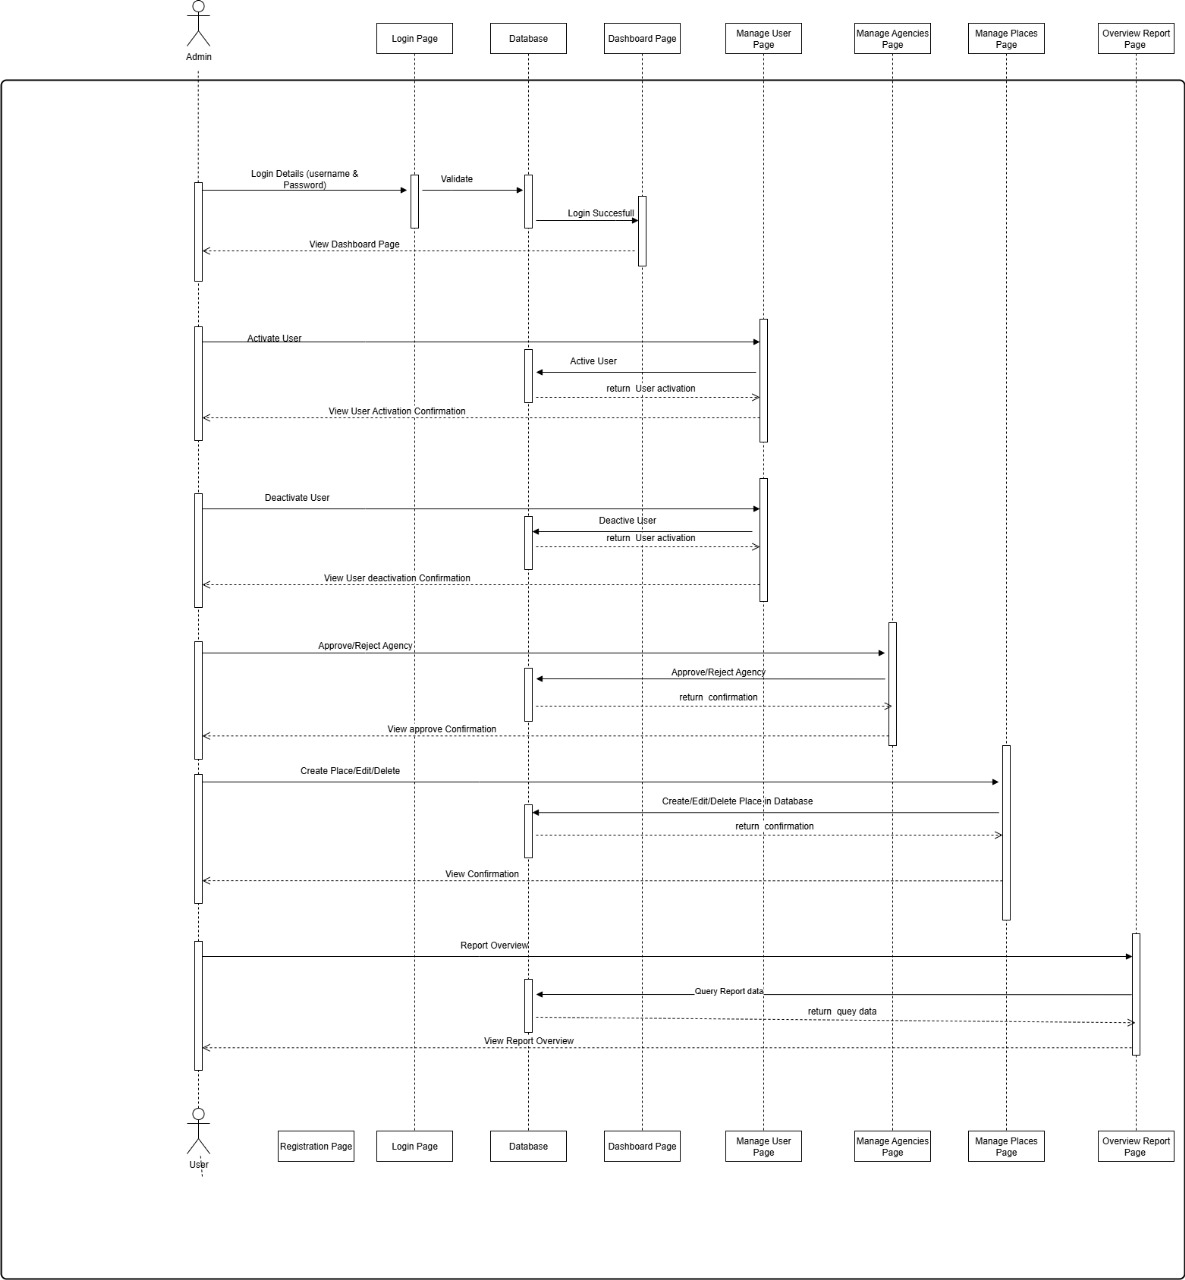 Admin
Login Page
Database
Dashboard Page
Manage User
Page
Manage Agencies
Page
Manage Places
Page
Overview Report
Page
Login Details (username &
Password)
Validate
Login Succesfull
View Dashboard Page
Activate User
Active User
return  User activation
View User Activation Confirmation
Deactivate User
Deactive User
return  User activation
View User deactivation Confirmation
Approve/Reject Agency
Approve/Reject Agency
return  confirmation
View approve Confirmation
Create Place/Edit/Delete
Create/Edit/Delete Place in Database
return  confirmation
View Confirmation
Report Overview
Query Report data
return  quey data
View Report Overview
User
Registration Page
Login Page
Database
Dashboard Page
Manage User
Page
Manage Agencies
Page
Manage Places
Page
Overview Report
Page